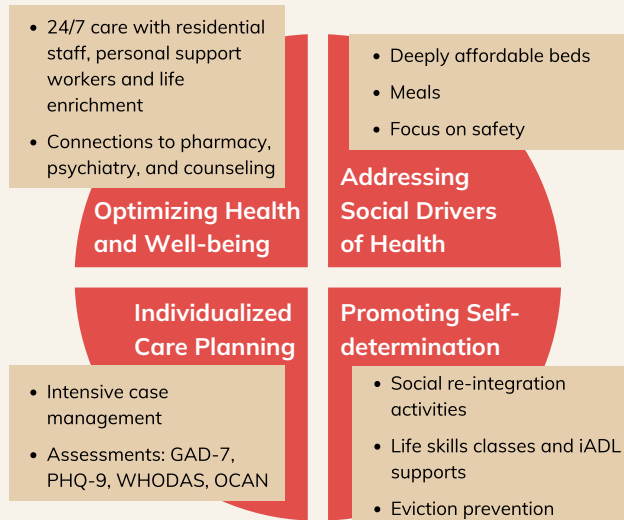 • 24/7 care with residential
staff, personal support
workers and life
enrichment
• Connections to pharmacy,
psychiatry, and counseling
Optimizing Health
and Well-being
• Deeply affordable beds
• Meals
• Focus on safety
Addressing
Social Drivers
of Health
Individualized
Care Planning
• Intensive case
management
• Assessments: GAD-7,
PHQ-9, WHODAS, OCAN
Promoting Self-
determination
• Social re-integration
activities
• Life skills classes and iADL
supports
• Eviction prevention